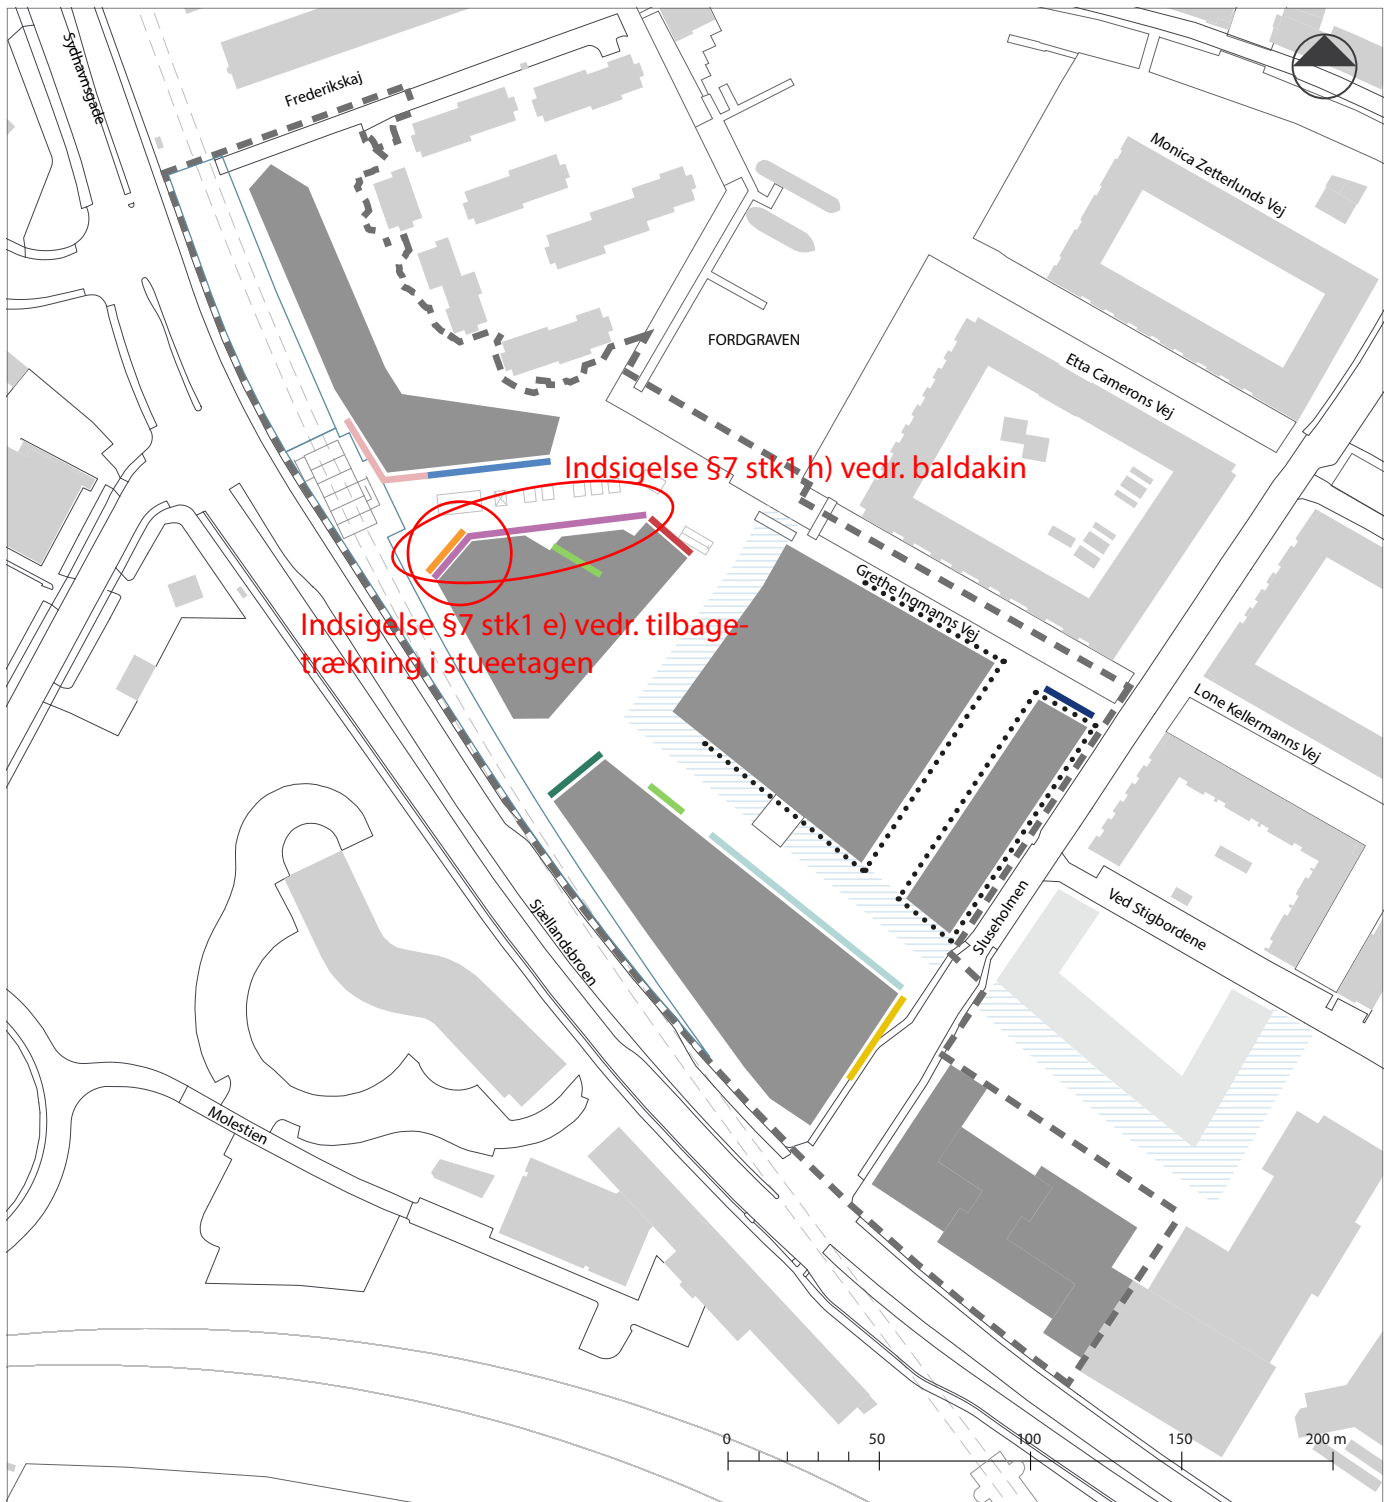 Sydhavnsgade
Frederikskaj
Monica Zetterlunds Vej
FORDGRAVEN
Etta Camerons Vej
Indsigelse §7 stk1 h) vedr. baldakin
Grethe Ingmanns Vej
Indsigelse §7 stk1 e) vedr. tilbage-
trækning i stueetagen
Lone Kellermanns Vej
Sjællandsbroen
Sluseholmen
Ved Stigbordene
Molestien
0 50 100 150 200 m